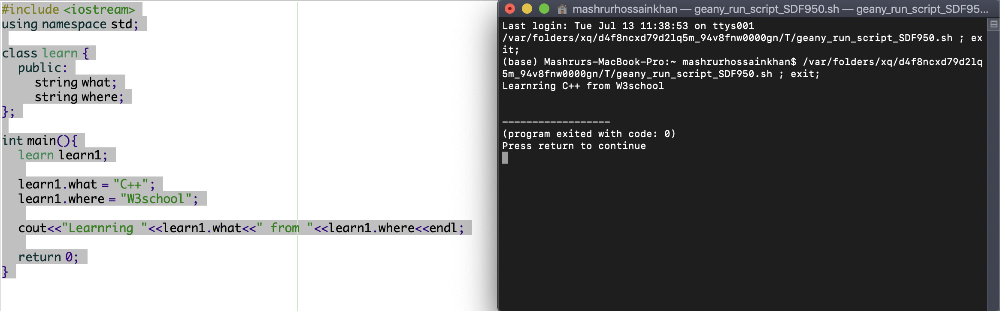 #include <iostream>
using namespace std;
class learn {
public:
string what;
string where;
};
int main(){
learn learn1;
learn1.what = "C++";
learn1.where = "W3school";
cout<<"Learnring "<<learn1.what<<" from "<<learn1.where<<endl;
return 0;
}
mashrurhossainkhan — geany_run_script_SDF950.sh — geany_run_script_SDF95...
Last login: Tue Jul 13 11:38:53 on ttys001
/var/folders/xq/d4f8ncxd79d2lq5m_94v8fnw0000gn/T/geany_run_script_SDF950.sh ; ex
it;
(base) Mashrurs-MacBook-Pro:~ mashrurhossainkhan$ /var/folders/xq/d4f8ncxd79d2lq
5m_94v8fnw0000gn/T/geany_run_script_SDF950.sh ; exit;
Learnring C++ from W3school
------------------
(program exited with code: 0)
Press return to continue